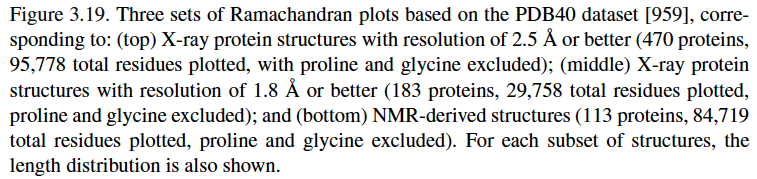 Figure 3.19. Three sets of Ramachandran plots based on the PDB40 dataset [959], corre-
sponding to: (top) X-ray protein structures with resolution of 2.5 Å or better (470 proteins,
95,778 total residues plotted, with proline and glycine excluded); (middle) X-ray protein
structures with resolution of 1.8 Å or better (183 proteins, 29,758 total residues plotted,
proline and glycine excluded); and (bottom) NMR-derived structures (113 proteins, 84,719
total residues plotted, proline and glycine excluded). For each subset of structures, the
length distribution is also shown.